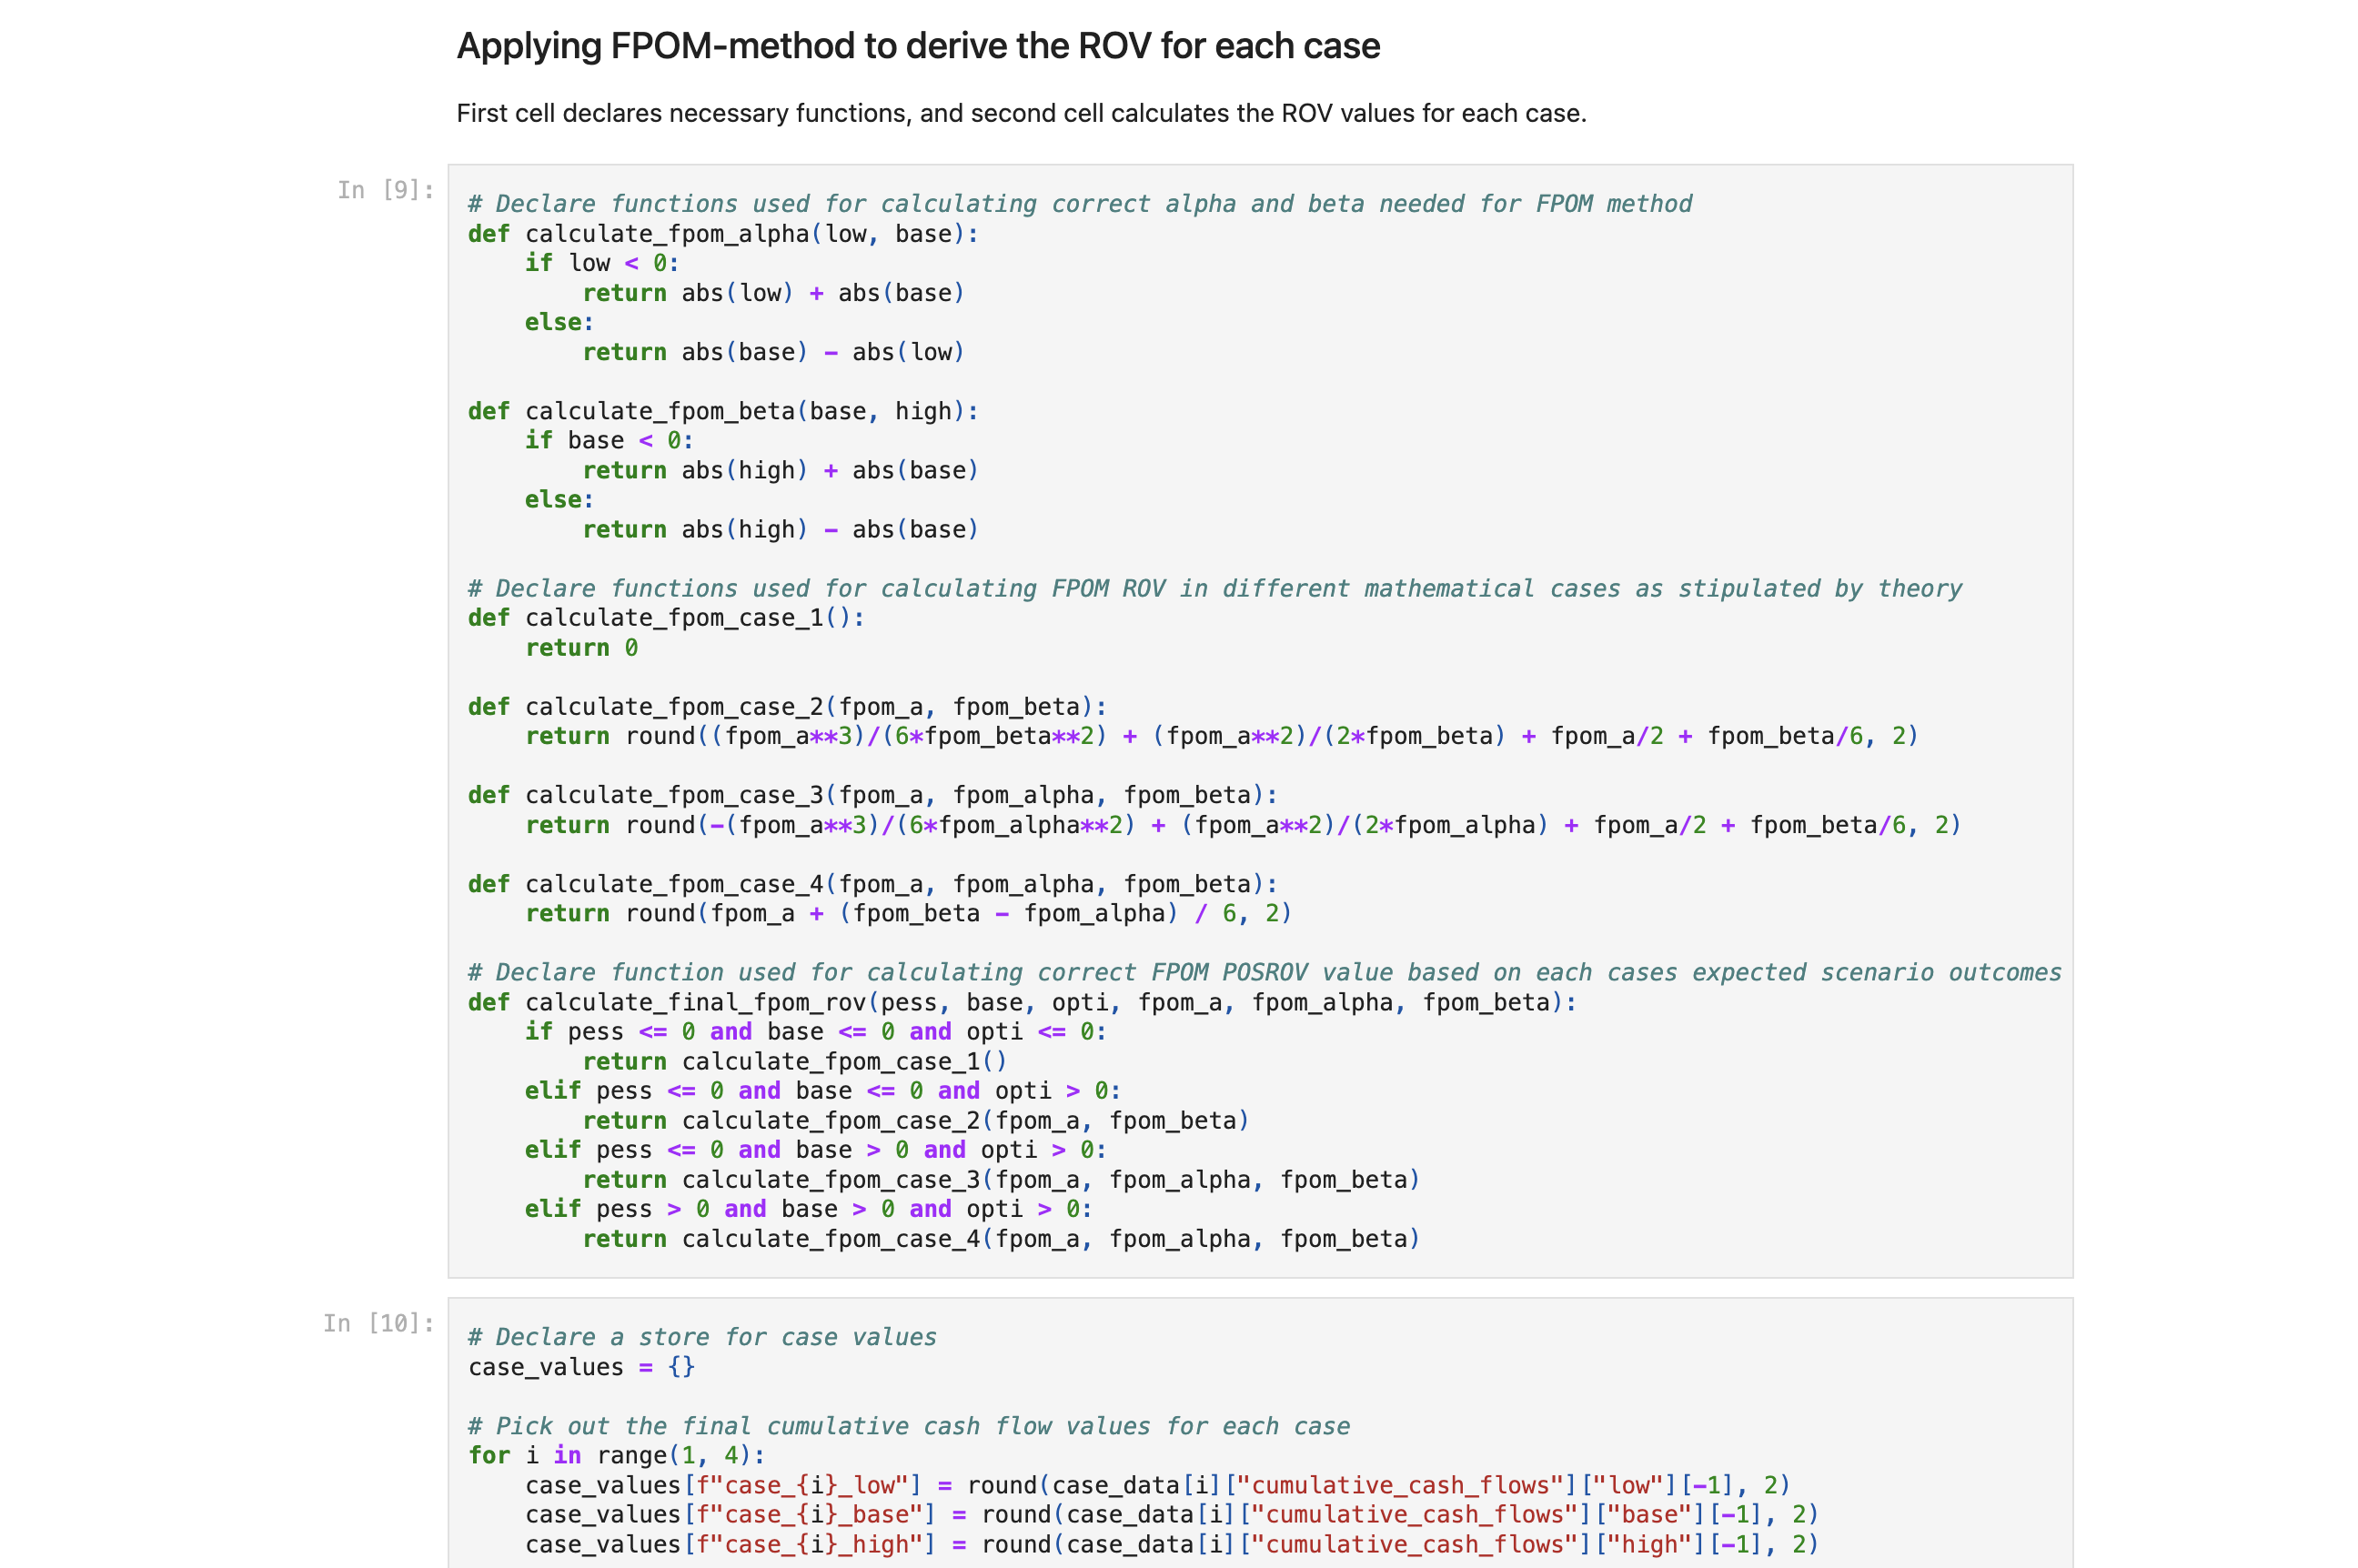 Applying FPOM-method to derive the ROV for each case
First cell declares necessary functions, and second cell calculates the ROV values for each case.
In [9]:
# Declare functions used for calculating correct alpha and beta needed for FPOM method
def calculate_fpom_alpha(low, base):
    if low < 0:
        return abs(low) + abs(base)
    else:
        return abs(base) - abs(low)

def calculate_fpom_beta(base, high):
    if base < 0:
        return abs(high) + abs(base)
    else:
        return abs(high) - abs(base)

# Declare functions used for calculating FPOM ROV in different mathematical cases as stipulated by theory
def calculate_fpom_case_1():
    return 0

def calculate_fpom_case_2(fpom_a, fpom_beta):
    return round((fpom_a**3)/(6*fpom_beta**2) + (fpom_a**2)/(2*fpom_beta) + fpom_a/2 + fpom_beta/6, 2)

def calculate_fpom_case_3(fpom_a, fpom_alpha, fpom_beta):
    return round(-(fpom_a**3)/(6*fpom_alpha**2) + (fpom_a**2)/(2*fpom_alpha) + fpom_a/2 + fpom_beta/6, 2)

def calculate_fpom_case_4(fpom_a, fpom_alpha, fpom_beta):
    return round(fpom_a + (fpom_beta - fpom_alpha) / 6, 2)

# Declare function used for calculating correct FPOM POSROV value based on each cases expected scenario outcomes
def calculate_final_fpom_rov(pess, base, opti, fpom_a, fpom_alpha, fpom_beta):
    if pess <= 0 and base <= 0 and opti <= 0:
        return calculate_fpom_case_1()
    elif pess <= 0 and base <= 0 and opti > 0:
        return calculate_fpom_case_2(fpom_a, fpom_beta)
    elif pess <= 0 and base > 0 and opti > 0:
        return calculate_fpom_case_3(fpom_a, fpom_alpha, fpom_beta)
    elif pess > 0 and base > 0 and opti > 0:
        return calculate_fpom_case_4(fpom_a, fpom_alpha, fpom_beta)
In [10]:
# Declare a store for case values
case_values = {}

# Pick out the final cumulative cash flow values for each case
for i in range(1, 4):
    case_values[f"case_{i}_low"] = round(case_data[i]["cumulative_cash_flows"]["low"][-1], 2)
    case_values[f"case_{i}_base"] = round(case_data[i]["cumulative_cash_flows"]["base"][-1], 2)
    case_values[f"case_{i}_high"] = round(case_data[i]["cumulative_cash_flows"]["high"][-1], 2)